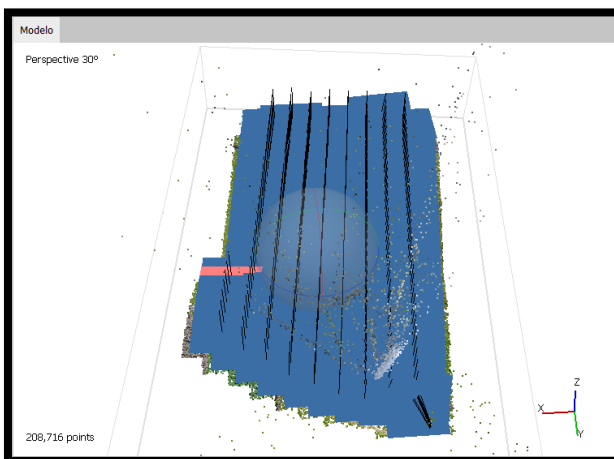 Modelo
Perspective 30°
Z
X
Y
208,716 points